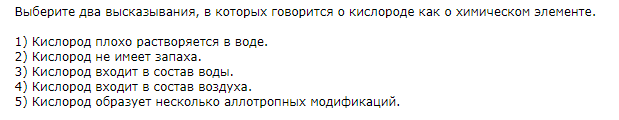 Выберите два высказывания, в которых говорится о кислороде как о химическом элементе.
1) Кислород плохо растворяется в воде.
2) Кислород не имеет запаха.
3) Кислород входит в состав воды.
4) Кислород входит в состав воздуха.
5) Кислород образует несколько аллотропных модификаций.